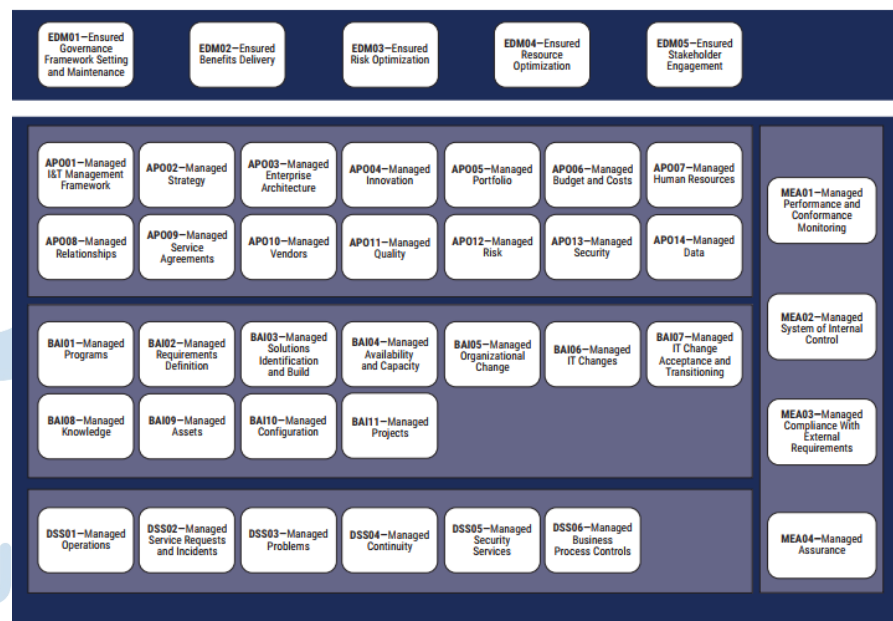 EDM01—Ensured
Governance
Framework Setting
and Maintenance
EDM02—Ensured
Benefits Delivery
EDM03—Ensured
Risk Optimization
EDM04—Ensured
Resource
Optimization
EDM05—Ensured
Stakeholder
Engagement
APO01—Managed
I&T Management
Framework
APO02—Managed
Strategy
APO03—Managed
Enterprise
Architecture
APO04—Managed
Innovation
APO05—Managed
Portfolio
APO06—Managed
Budget and Costs
APO07—Managed
Human Resources
APO08—Managed
Relationships
APO09—Managed
Service
Agreements
APO10—Managed
Vendors
APO11—Managed
Quality
APO12—Managed
Risk
APO13—Managed
Security
APO14—Managed
Data
BAI01—Managed
Programs
BAI02—Managed
Requirements
Definition
BAI03—Managed
Solutions
Identification
and Build
BAI04—Managed
Availability
and Capacity
BAI05—Managed
Organizational
Change
BAI06—Managed
IT Changes
BAI07—Managed
IT Change
Acceptance and
Transitioning
BAI08—Managed
Knowledge
BAI09—Managed
Assets
BAI10—Managed
Configuration
BAI11—Managed
Projects
DSS01—Managed
Operations
DSS02—Managed
Service Requests
and Incidents
DSS03—Managed
Problems
DSS04—Managed
Continuity
DSS05—Managed
Security
Services
DSS06—Managed
Business
Process Controls
MEA01—Managed
Performance and
Conformance
Monitoring
MEA02—Managed
System of Internal
Control
MEA03—Managed
Compliance With
External
Requirements
MEA04—Managed
Assurance